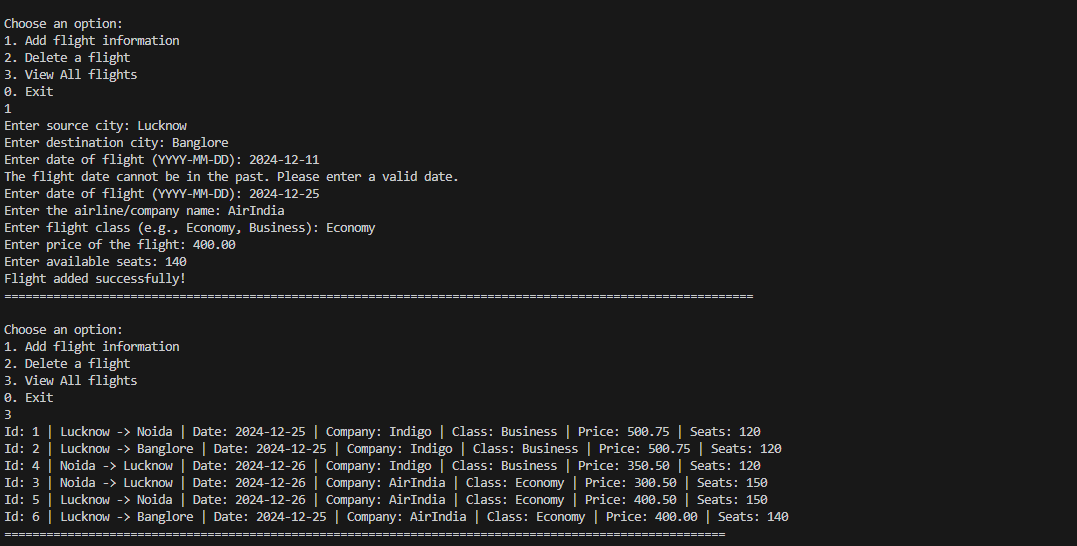 Choose an option:
1. Add flight information
2. Delete a flight
3. View All flights
0. Exit
1
Enter source city: Lucknow
Enter destination city: Banglore
Enter date of flight (YYYY-MM-DD): 2024-12-11
The flight date cannot be in the past. Please enter a valid date.
Enter date of flight (YYYY-MM-DD): 2024-12-25
Enter the airline/company name: AirIndia
Enter flight class (e.g., Economy, Business): Economy
Enter price of the flight: 400.00
Enter available seats: 140
Flight added successfully!
===========================================================================================================
Choose an option:
1. Add flight information
2. Delete a flight
3. View All flights
0. Exit
3
Id: 1 | Lucknow -> Noida | Date: 2024-12-25 | Company: Indigo | Class: Business | Price: 500.75 | Seats: 120
Id: 2 | Lucknow -> Banglore | Date: 2024-12-25 | Company: Indigo | Class: Business | Price: 500.75 | Seats: 120
Id: 4 | Noida -> Lucknow | Date: 2024-12-26 | Company: Indigo | Class: Business | Price: 350.50 | Seats: 120
Id: 3 | Noida -> Lucknow | Date: 2024-12-26 | Company: AirIndia | Class: Economy | Price: 300.50 | Seats: 150
Id: 5 | Lucknow -> Noida | Date: 2024-12-26 | Company: AirIndia | Class: Economy | Price: 400.50 | Seats: 150
Id: 6 | Lucknow -> Banglore | Date: 2024-12-25 | Company: AirIndia | Class: Economy | Price: 400.00 | Seats: 140
=======================================================================================================